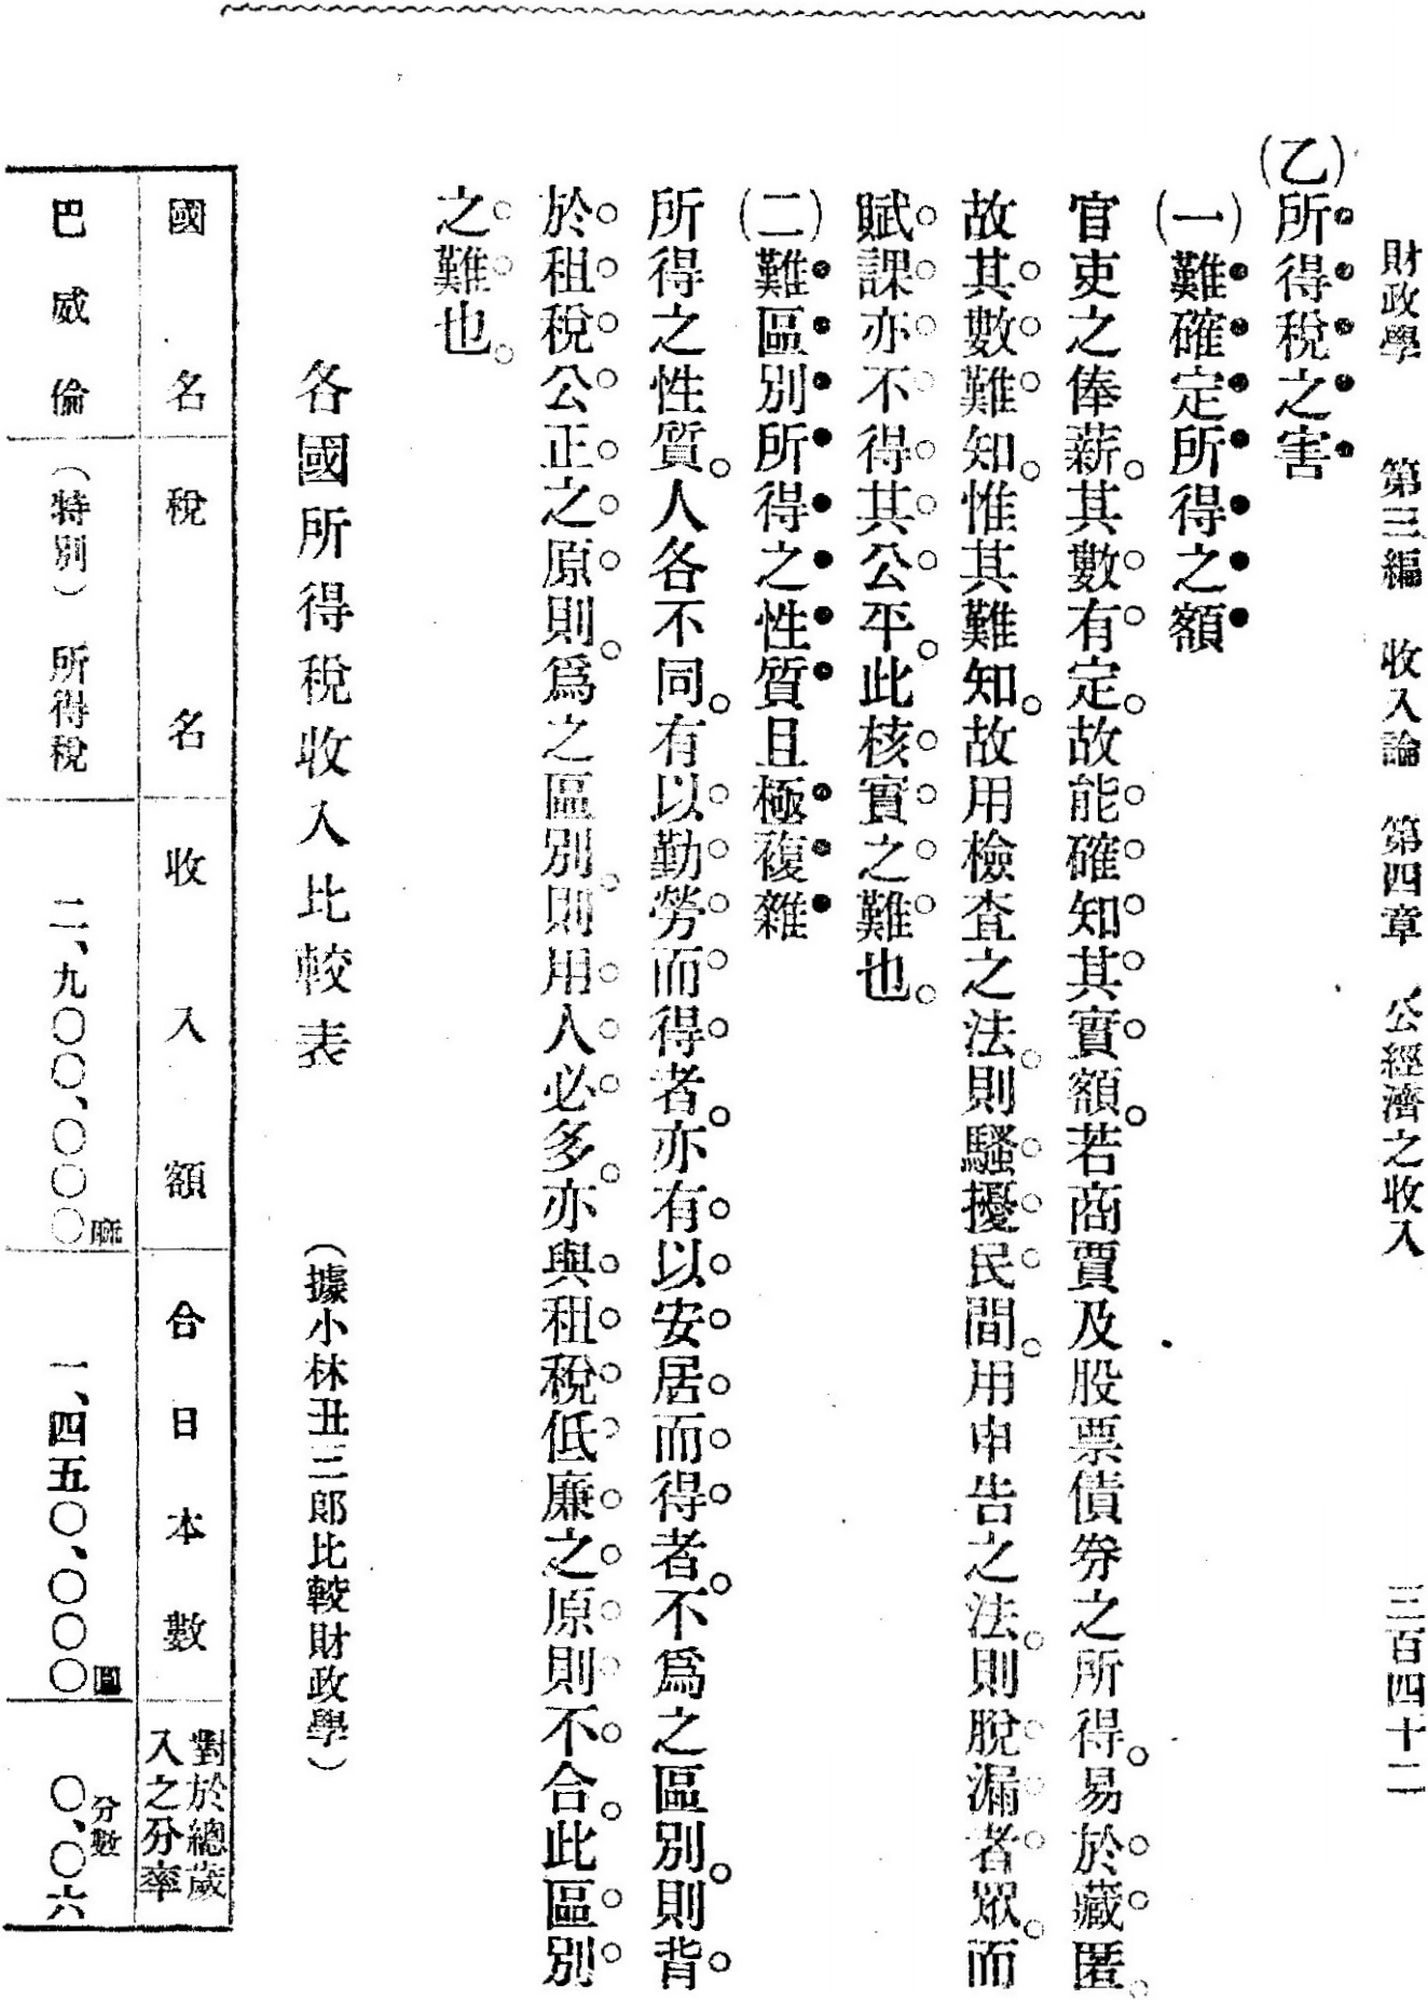 財政學　第三編　收入論　第四章　公經濟之收入　三百四十二
(乙)所得稅之害
(一)難確定所得之額
官吏之俸薪。其數有定。故能確知其實額。若商賈及股票債券之所得。易於藏匿。
故其數難知。惟其難知。故用檢査之法。則騷擾民間。用申告之法。則脫漏者眾。而
賦課亦不得其公平。此核實之難也。
(二)難區別所得之性質且極複雜
所得之性質。人各不同。有以勤勞而得者。亦有以安居而得者。不爲之區別。則背
於租稅公正之原則。爲之區別。則用人必多。亦與租稅低廉之原則不合。此區別
之難也。
各國所得稅收入比較表　(據小林丑三郎比較財政學)
國名　稅名　收入額　合日本數　對於總歲入之分率
巴威倫　(特別)所得稅　二、九〇〇、〇〇〇　一、四五〇、〇〇〇圓　分數〇、〇六